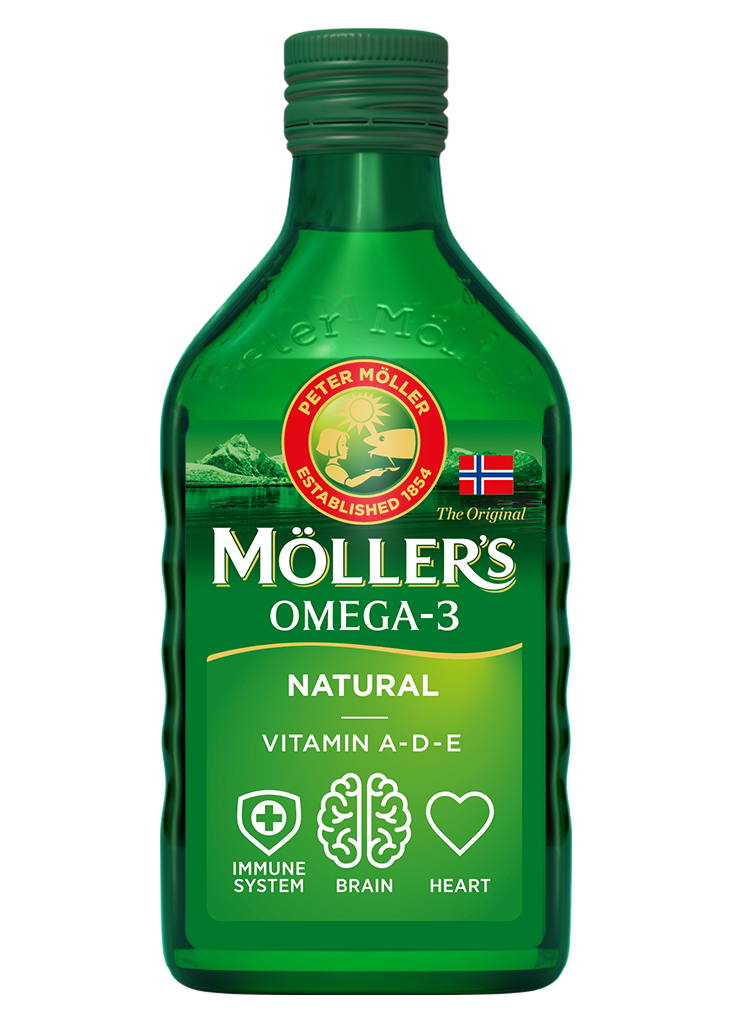 Peter Möller
PETER MÖLLER
ESTABLISHED 1854
The Original
MÖLLER'S
OMEGA-3
NATURAL
VITAMIN A-D-E
IMMUNE
SYSTEM
BRAIN
HEART